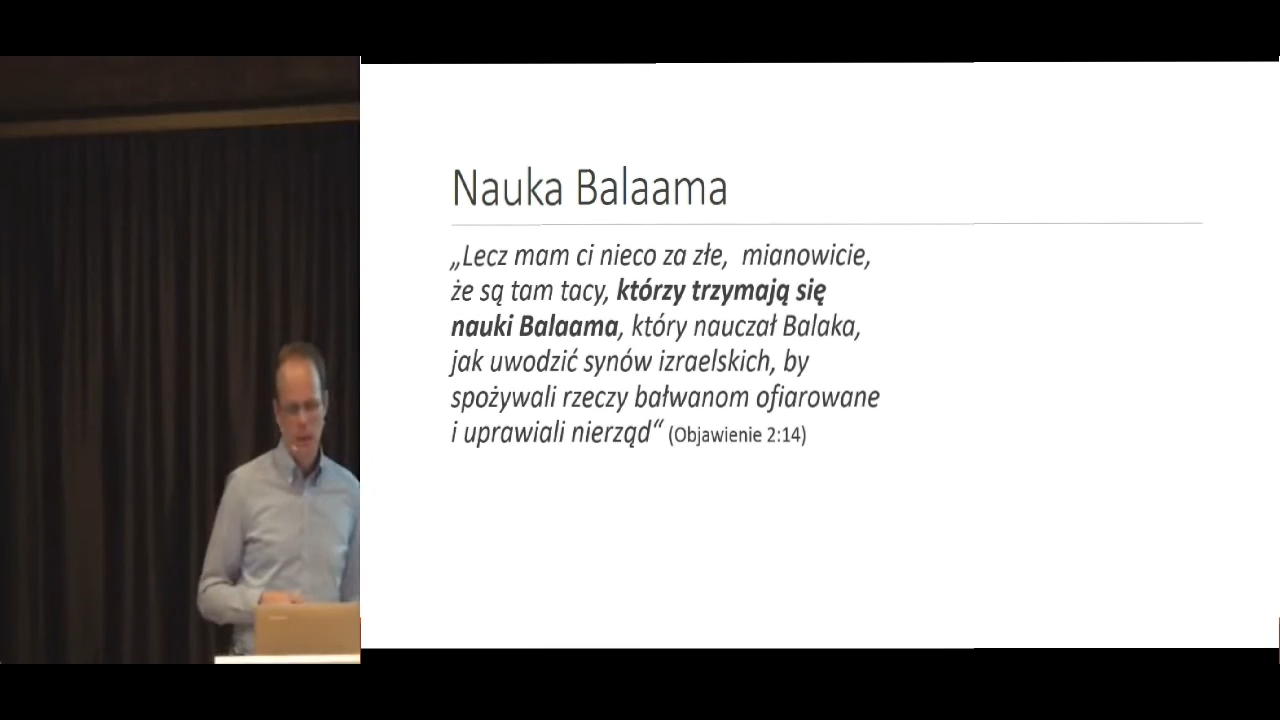 Nauka Balaama
„Lecz mam ci nieco za złe,  mianowicie,
że są tam tacy, którzy trzymają się
nauki Balaama, który nauczał Balaka,
jak uwodzić synów izraelskich, by
spożywali rzeczy bałwanom ofiarowane
i uprawiali nierząd“ (Objawienie 2:14)